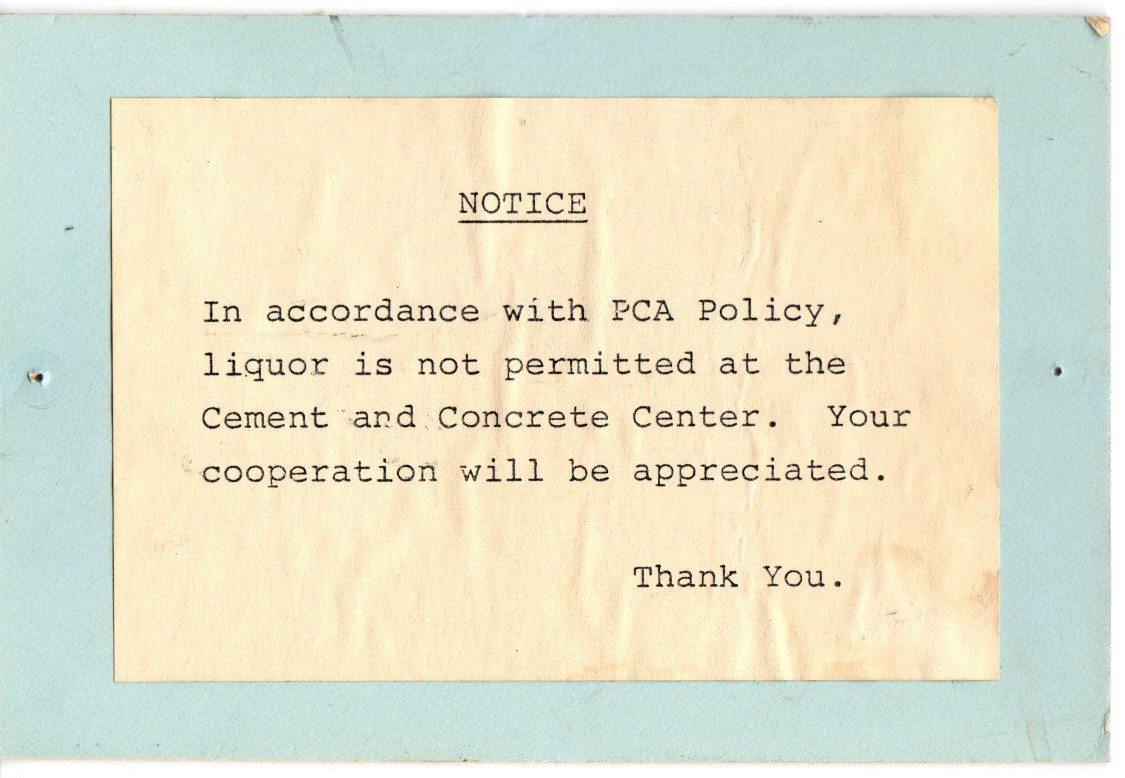 NOTICE
In accordance with PCA Policy,
liquor is not permitted at the
Cement and Concrete Center.  Your
cooperation will be appreciated.
Thank You.